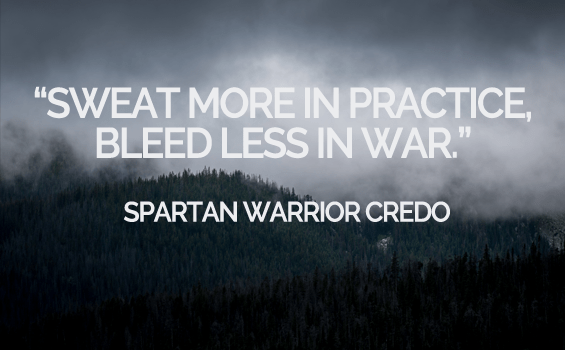 “SWEAT MORE IN PRACTICE,
BLEED LESS IN WAR.”
SPARTAN WARRIOR CREDO